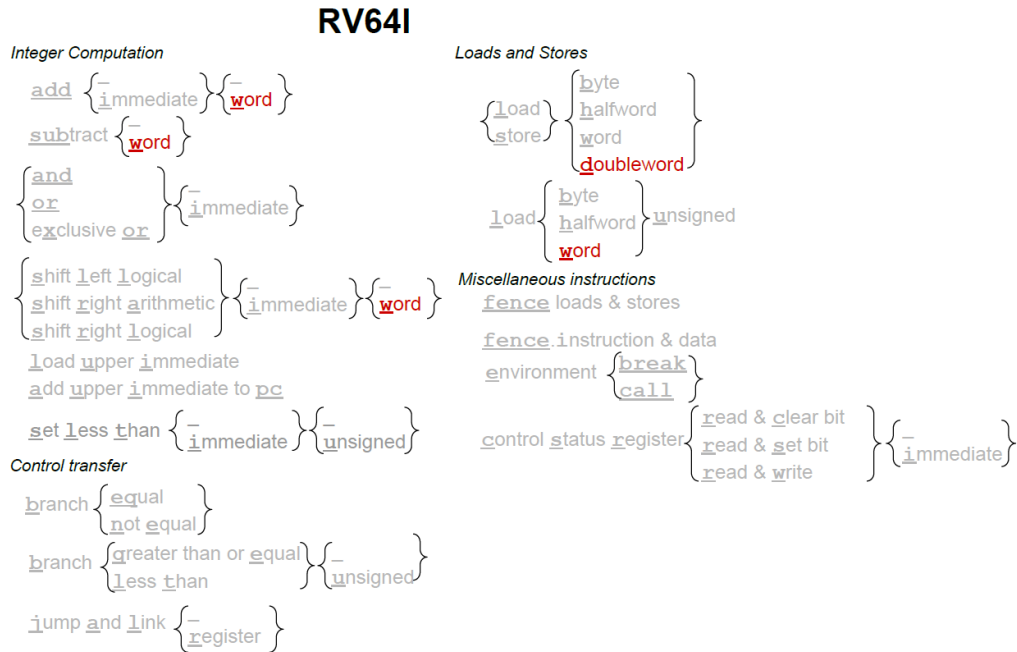 RV64I
Integer Computation
add { _ immediate } { _ word }
subtract { _ word }
{ and
or
exclusive or } { _ immediate }
{ shift left logical
shift right arithmetic
shift right logical } { _ immediate } { _ word }
load upper immediate
add upper immediate to pc
set less than { _ immediate } { _ unsigned }
Control transfer
branch { equal
not equal }
branch { greater than or equal
less than } { _ unsigned }
jump and link { _ register }
Loads and Stores
{ load
store } { byte
halfword
word
doubleword }
load { byte
halfword
word } unsigned
Miscellaneous instructions
fence loads & stores
fence.instruction & data
environment { break
call }
control status register { read & clear bit
read & set bit
read & write } { _ immediate }